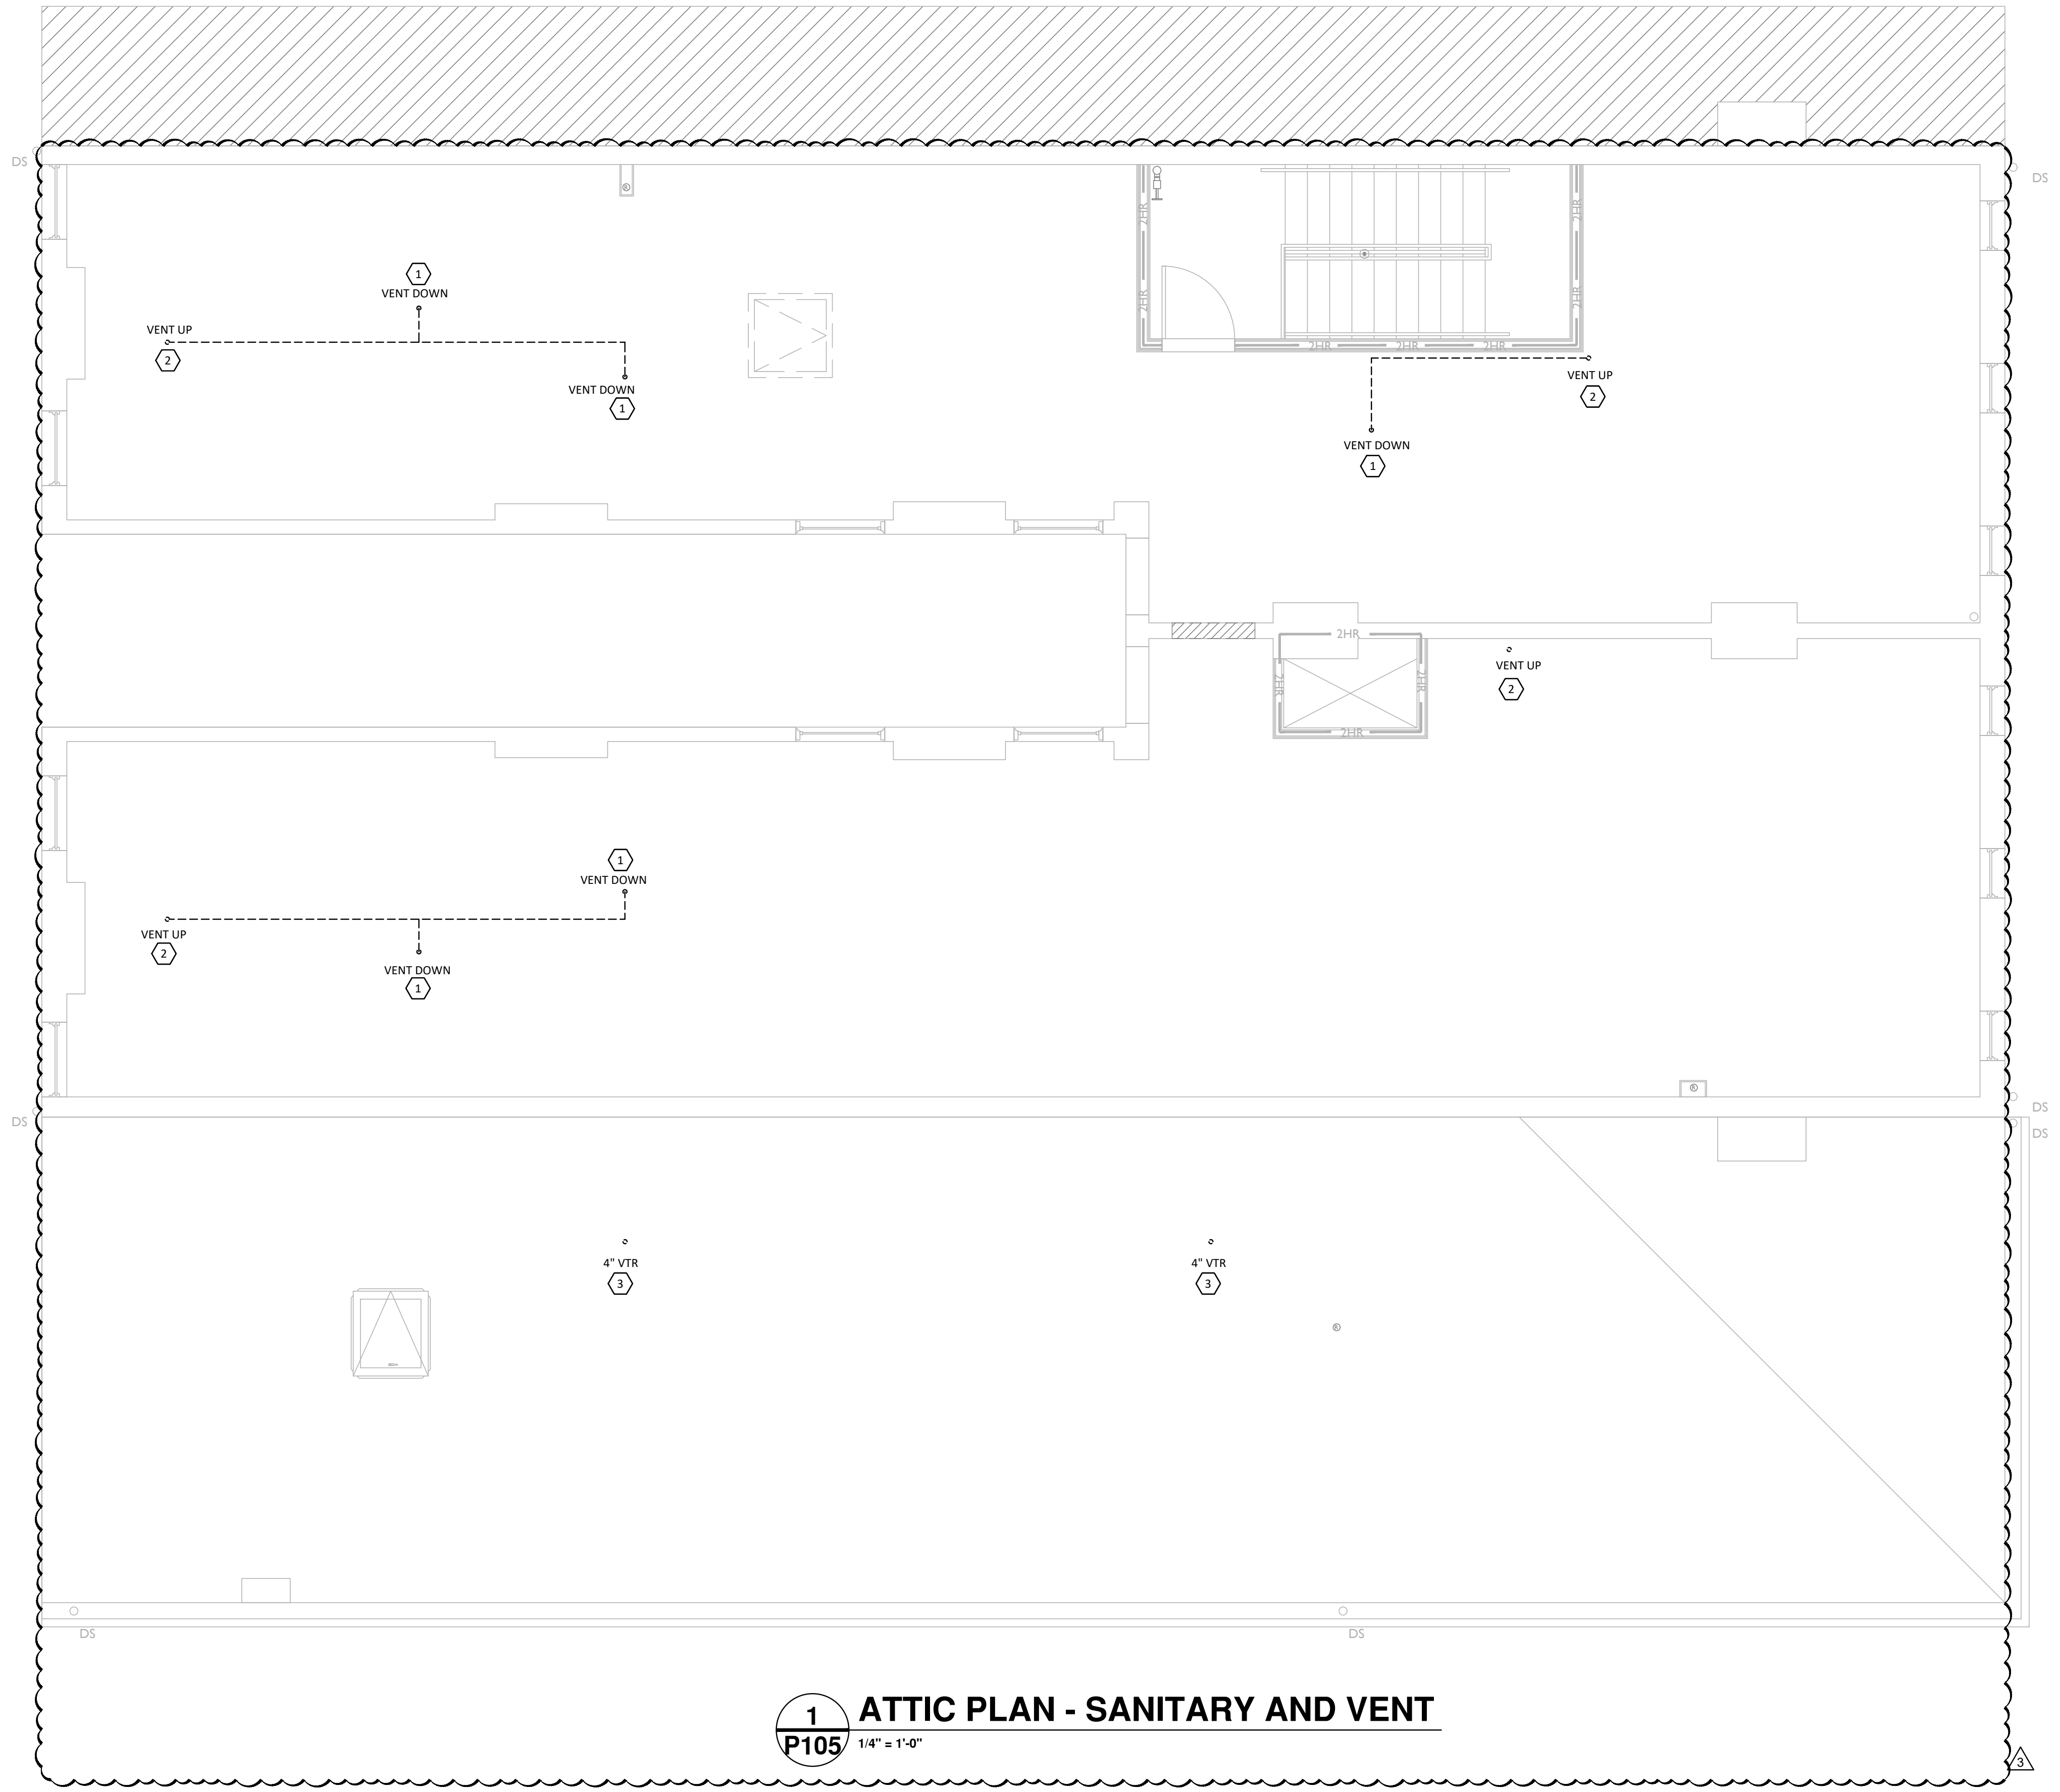 DS
DS
2HR
2HR
2HR
2HR
1
VENT DOWN
VENT UP
2
2HR
2HR
2HR
VENT DOWN
1
VENT UP
2
VENT DOWN
1
2HR
2HR
2HR
2HR
VENT UP
2
1
VENT DOWN
VENT UP
2
VENT DOWN
1
DS
DS
DS
4" VTR
3
4" VTR
3
DS
DS
1
P105
ATTIC PLAN - SANITARY AND VENT
1/4" = 1'-0"
3